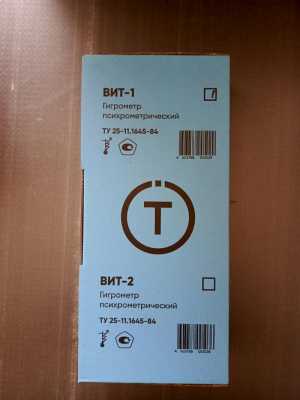 ВИТ-1
Гигрометр
психрометрический
ТУ 25-11.1645-84
T
ВИТ-2
Гигрометр
психрометрический
ТУ 25-11.1645-84